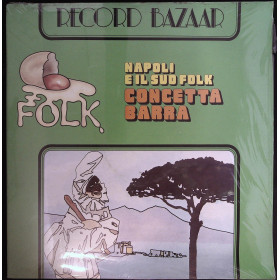 RECORD BAZAAR
FOLK
NAPOLI
E IL SUO FOLK
CONCETTA
BARRA